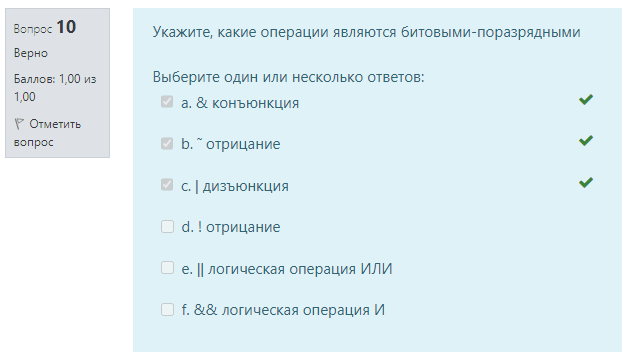 Вопрос 10
Верно
Баллов: 1,00 из
1,00
Отметить
вопрос
Укажите, какие операции являются битовыми-поразрядными
Выберите один или несколько ответов:
a. & конъюнкция
b. ˜ отрицание
c. | дизъюнкция
d. ! отрицание
e. || логическая операция ИЛИ
f. && логическая операция И